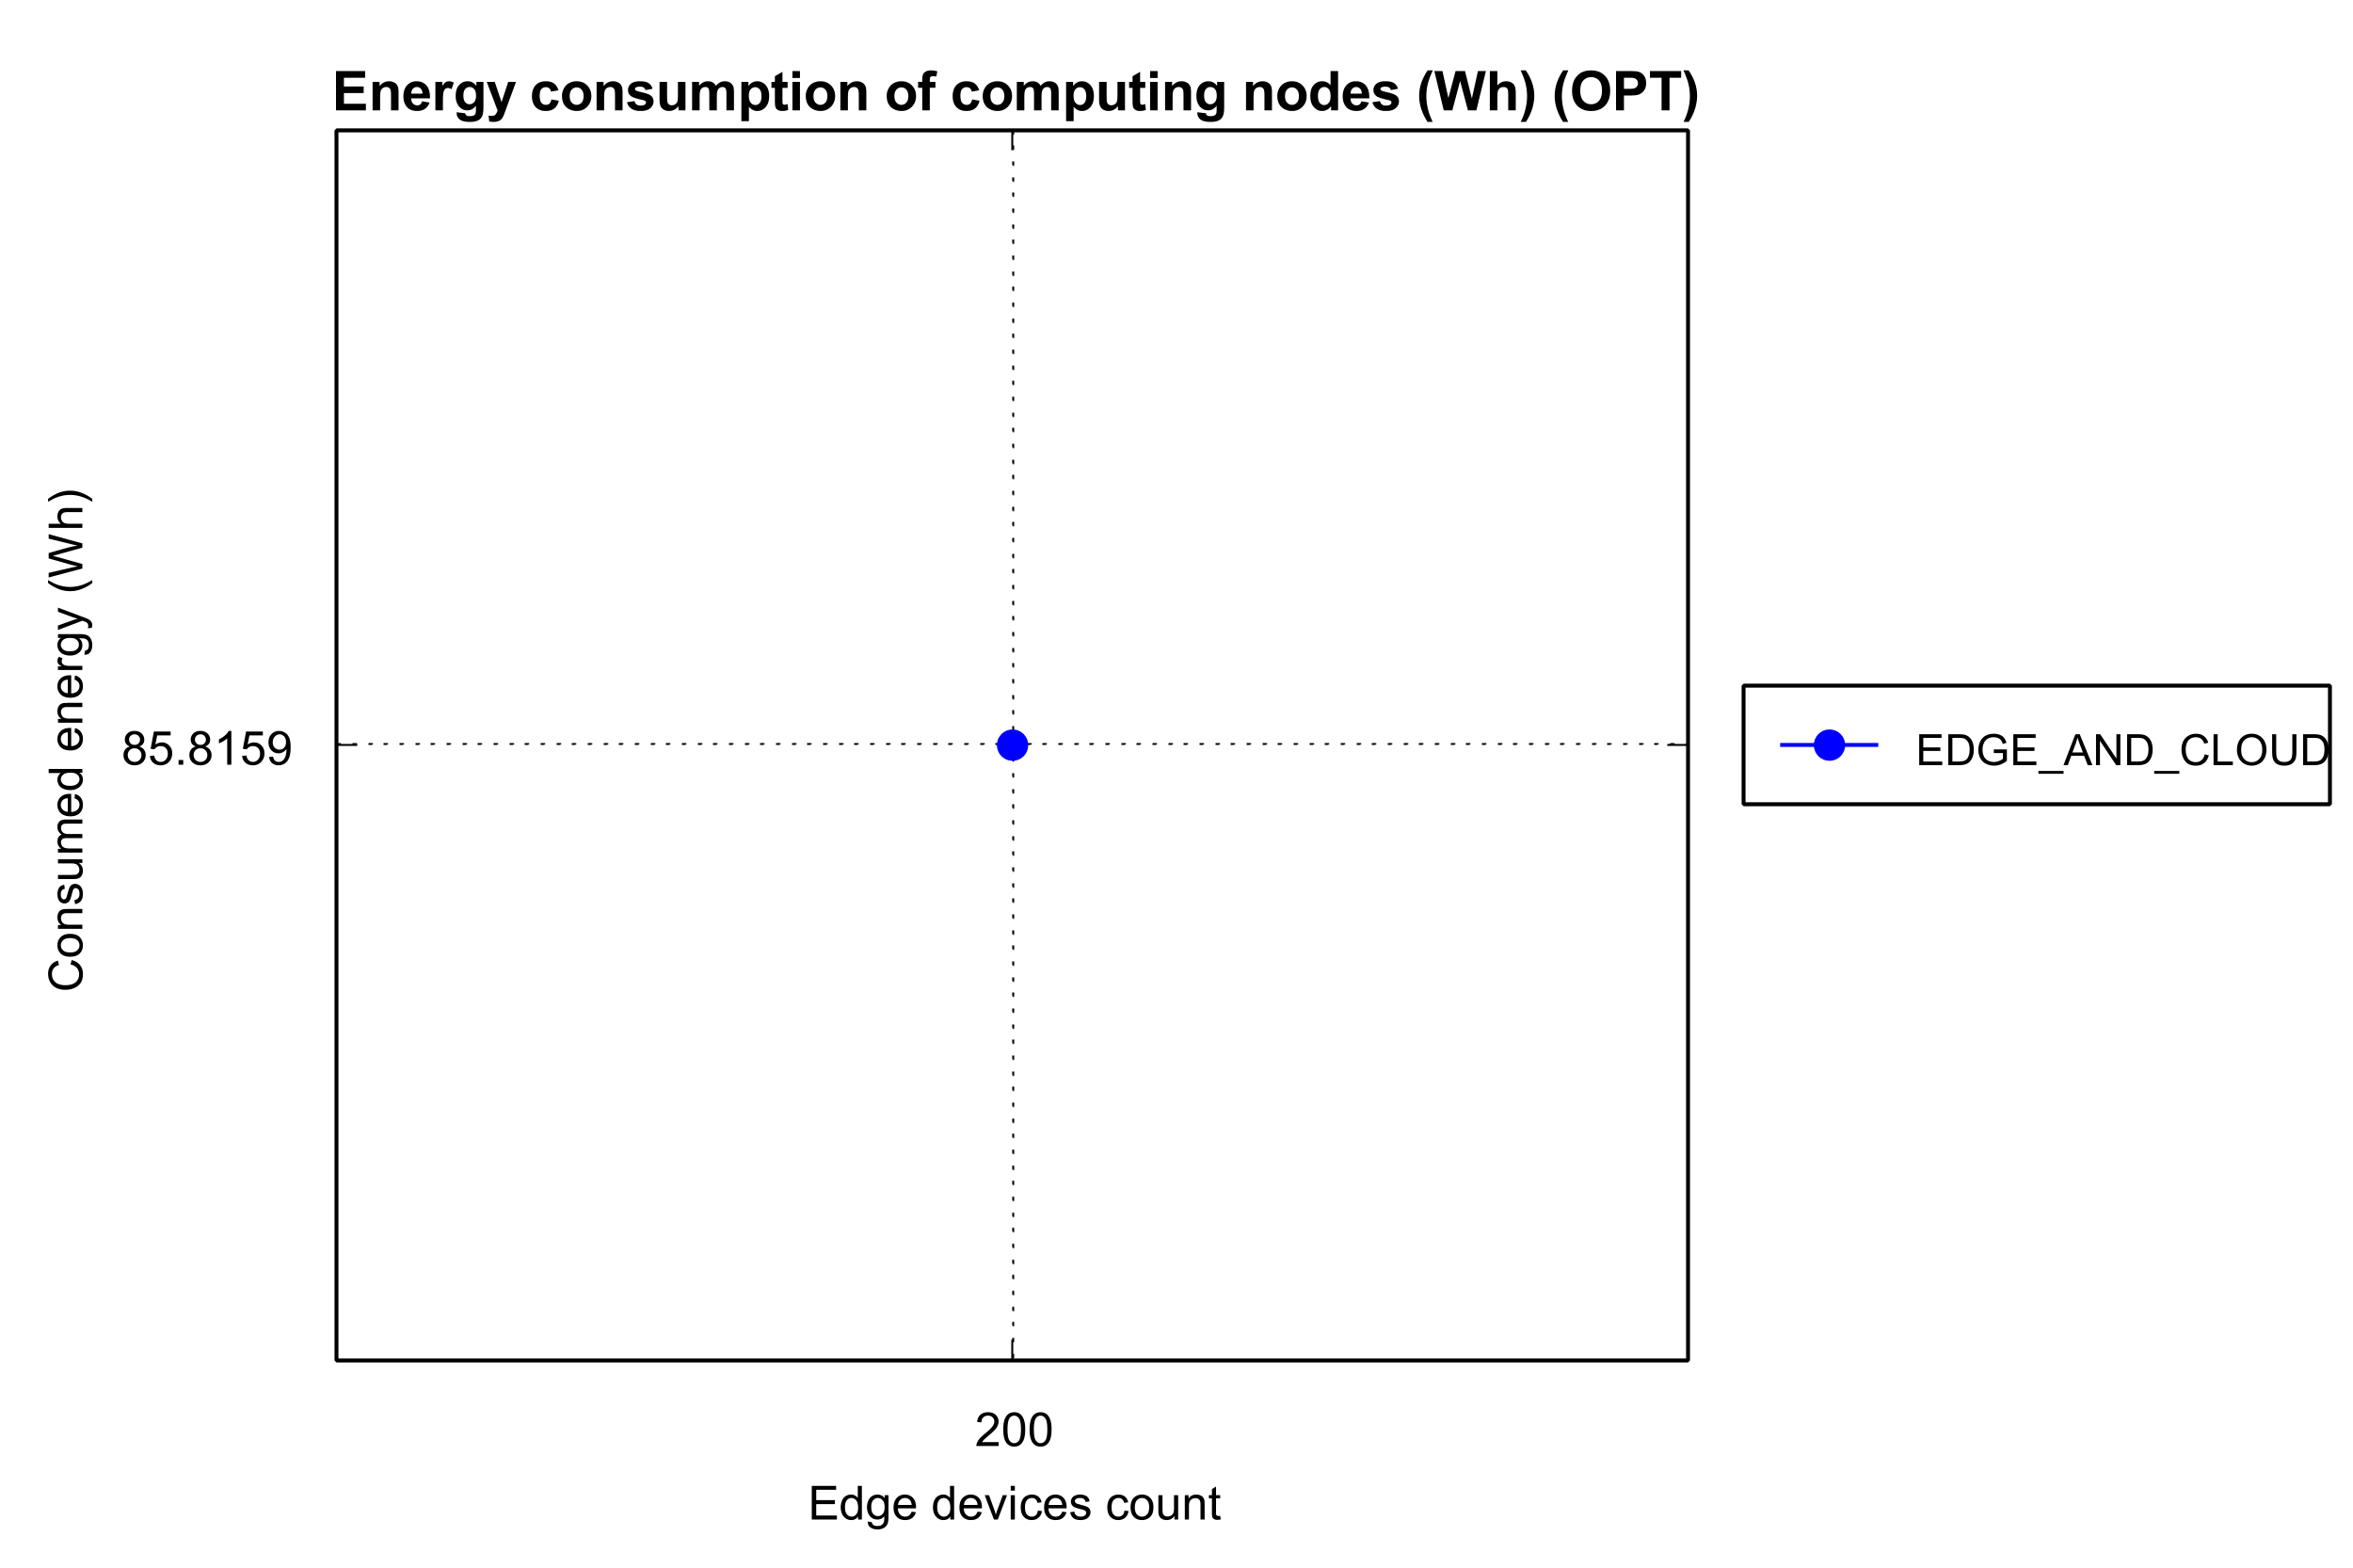 Energy consumption of computing nodes (Wh) (OPT)
Consumed energy (Wh)
85.8159
EDGE_AND_CLOUD
200
Edge devices count